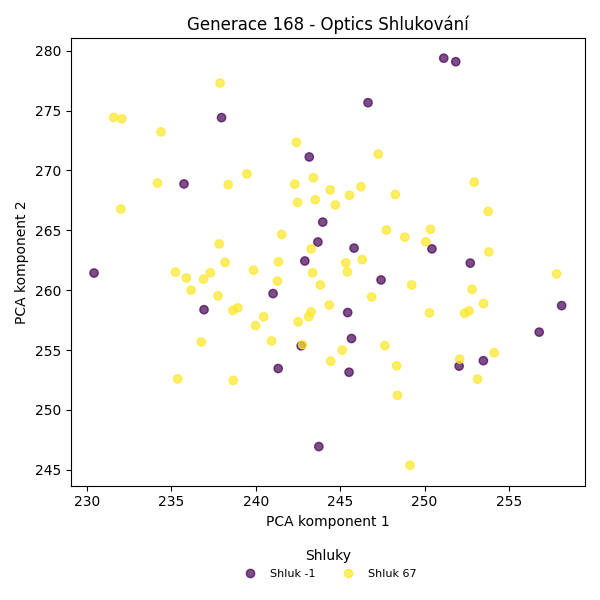 Generace 168 - Optics Shlukování
280
275
270
265
260
255
250
245
PCA komponent 2
230
235
240
245
250
255
PCA komponent 1
Shluky
Shluk -1
Shluk 67